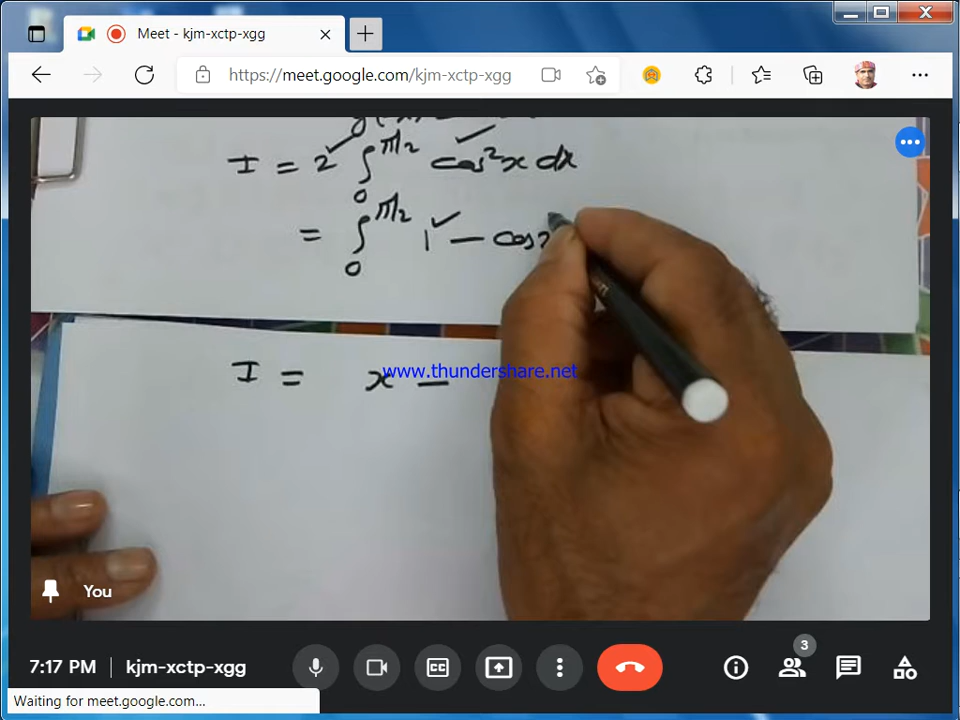 Meet - kjm-xctp-xgg
https://meet.google.com/kjm-xctp-xgg
I = 2 ∫₀^π/2 cos²x dx
= ∫₀^π/2 1 - cos
I = x -
www.thundershare.net
You
3
7:17 PM | kjm-xctp-xgg
CC
Waiting for meet.google.com...